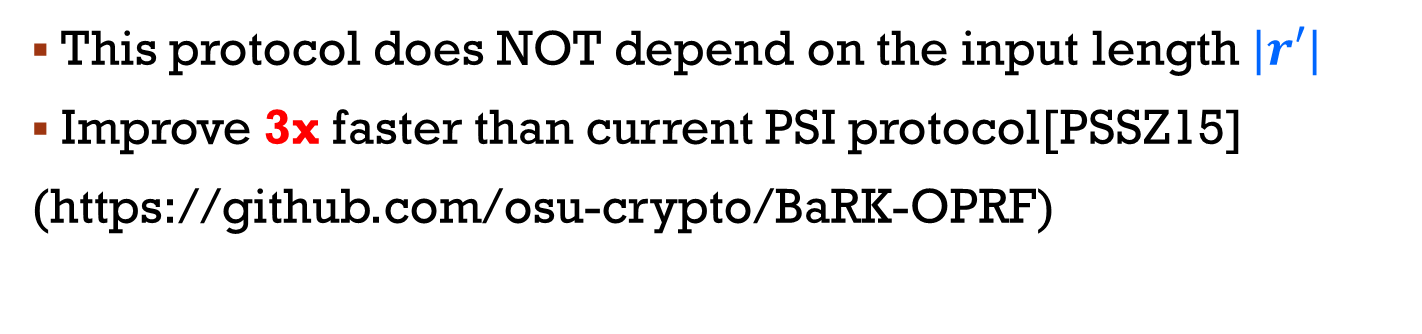 ▪ This protocol does NOT depend on the input length |r′|
▪ Improve 3x faster than current PSI protocol[PSSZ15]
(https://github.com/osu-crypto/BaRK-OPRF)